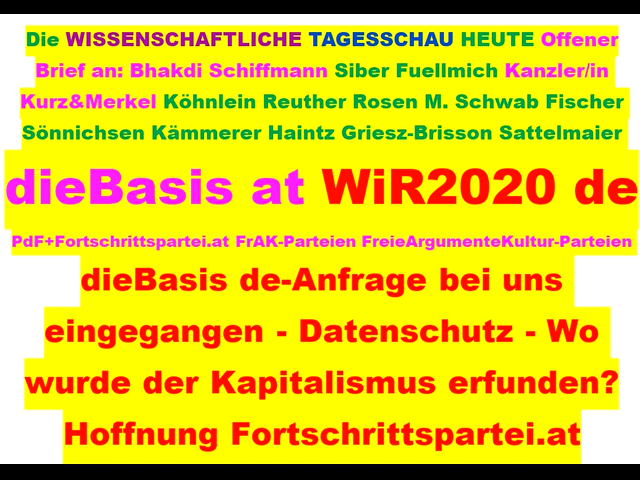 Die WISSENSCHAFTLICHE TAGESSCHAU HEUTE Offener
Brief an: Bhakdi Schiffmann Siber Fuellmich Kanzler/in
Kurz&Merkel Köhnlein Reuther Rosen M. Schwab Fischer
Sönnichsen Kämmerer Haintz Griesz-Brisson Sattelmaier
dieBasis at WiR2020 de
PdF+Fortschrittspartei.at FrAK-Parteien FreieArgumenteKultur-Parteien
dieBasis de-Anfrage bei uns
eingegangen - Datenschutz - Wo
wurde der Kapitalismus erfunden?
Hoffnung Fortschrittspartei.at